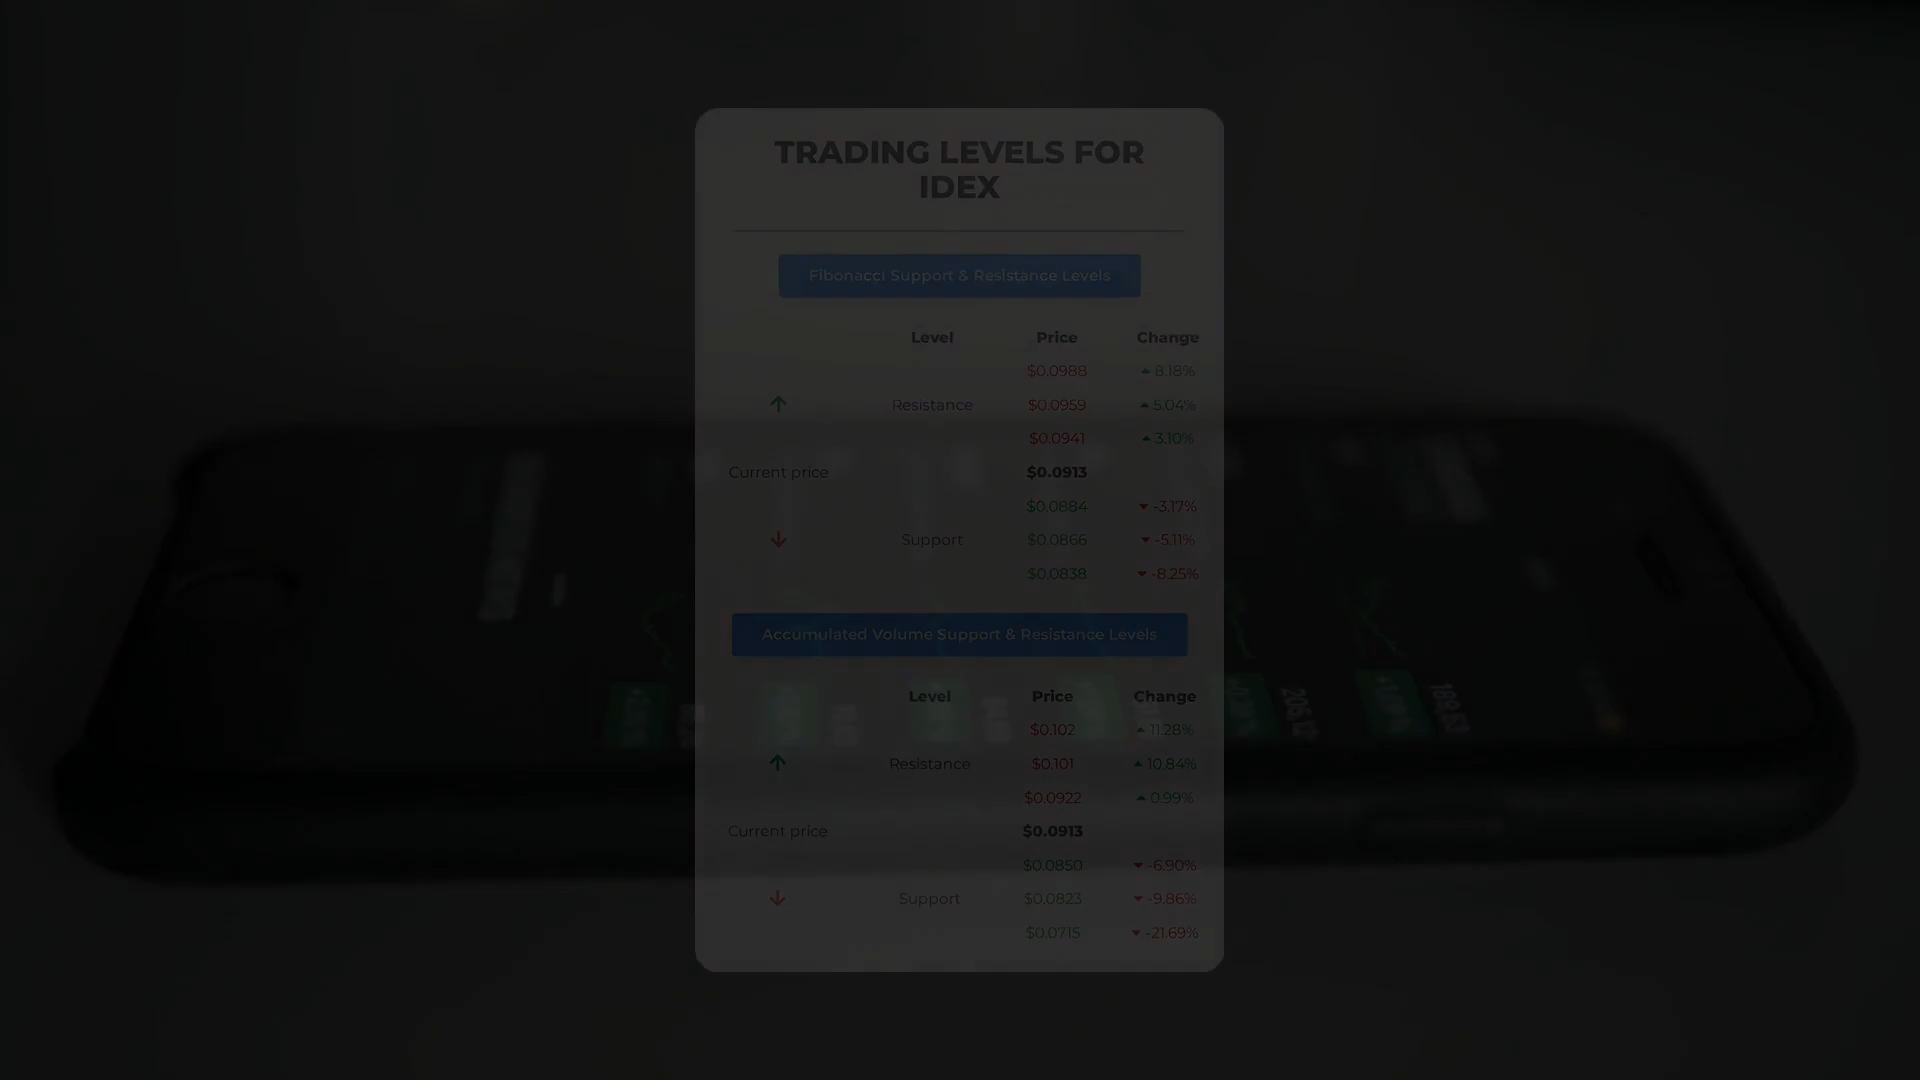 TRADING LEVELS FOR
IDEX
Fibonacci Support & Resistance Levels
Level Price Change
$0.0988 8.18%
Resistance $0.0959 5.04%
$0.0941 3.10%
Current price $0.0913
$0.0884 -3.17%
Support $0.0866 -5.11%
$0.0838 -8.25%
Accumulated Volume Support & Resistance Levels
Level Price Change
$0.102 11.28%
Resistance $0.101 10.84%
$0.0922 0.99%
Current price $0.0913
$0.0850 -6.90%
Support $0.0823 -9.86%
$0.0715 -21.69%
206.12
189.83